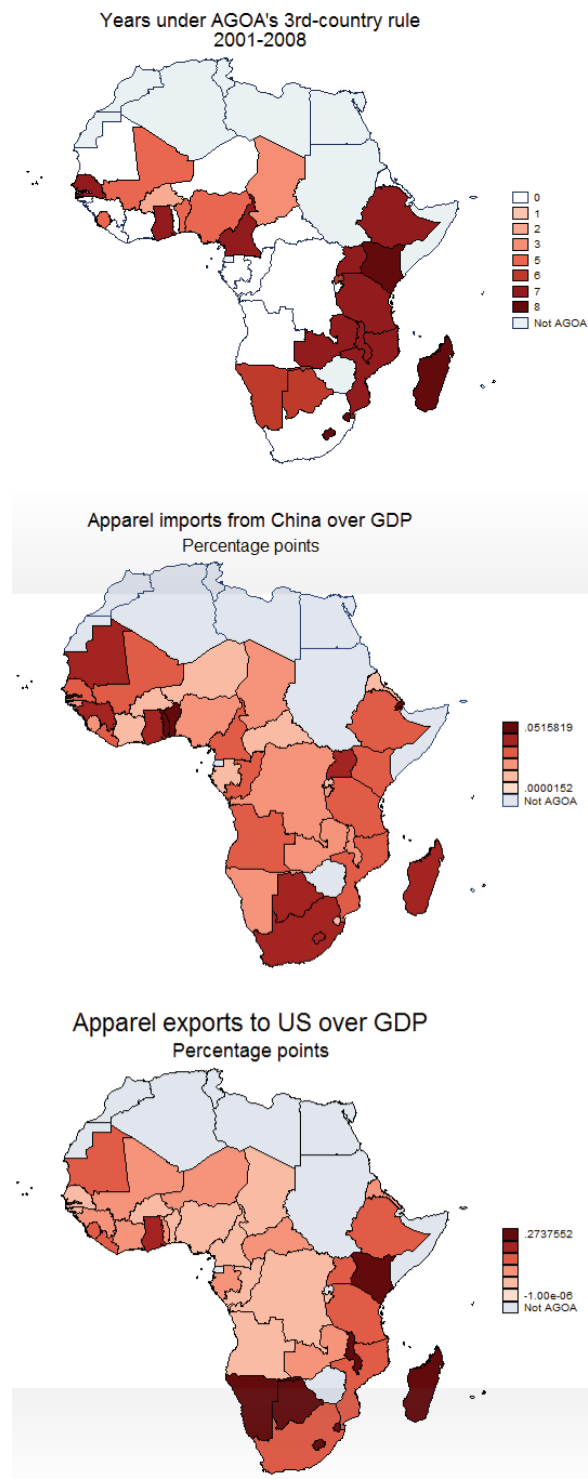 Years under AGOA's 3rd-country rule
2001-2008
0
1
2
3
5
6
7
8
Not AGOA
Apparel imports from China over GDP
Percentage points
.0515819
.0000152
Not AGOA
Apparel exports to US over GDP
Percentage points
.2737552
-1.00e-06
Not AGOA